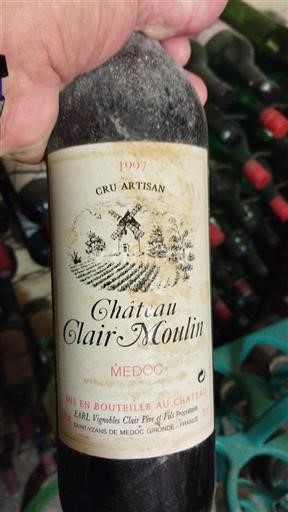 1997
CRU ARTISAN
Château
Clair Moulin
MEDOC
MIS EN BOUTEILLE AU CHATEAU
EARL Vignobles Clair Père et Fils Propriétaire
SAINT-YZANS DE MEDOC GIRONDE - FRANCE